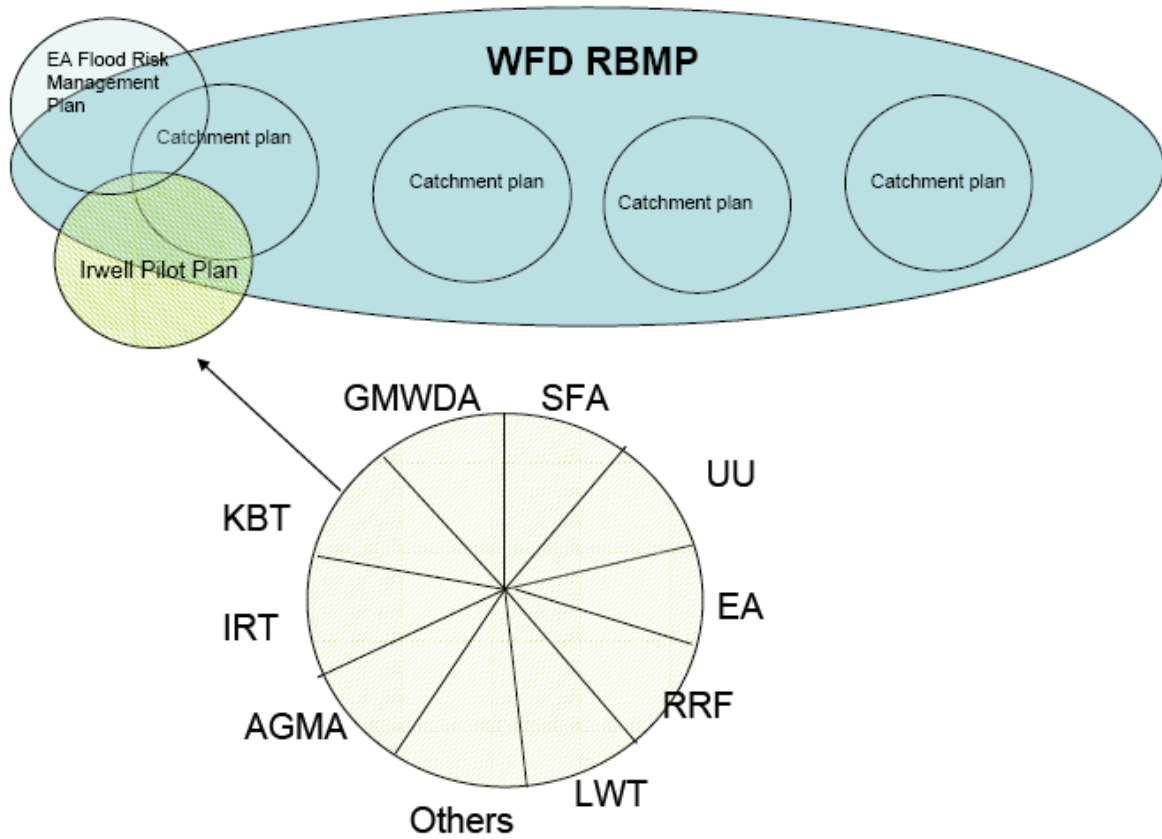 WFD RBMP
EA Flood Risk
Management
Plan
Catchment plan
Catchment plan
Catchment plan
Catchment plan
Irwell Pilot Plan
GMWDA
SFA
UU
KBT
EA
IRT
RRF
AGMA
LWT
Others